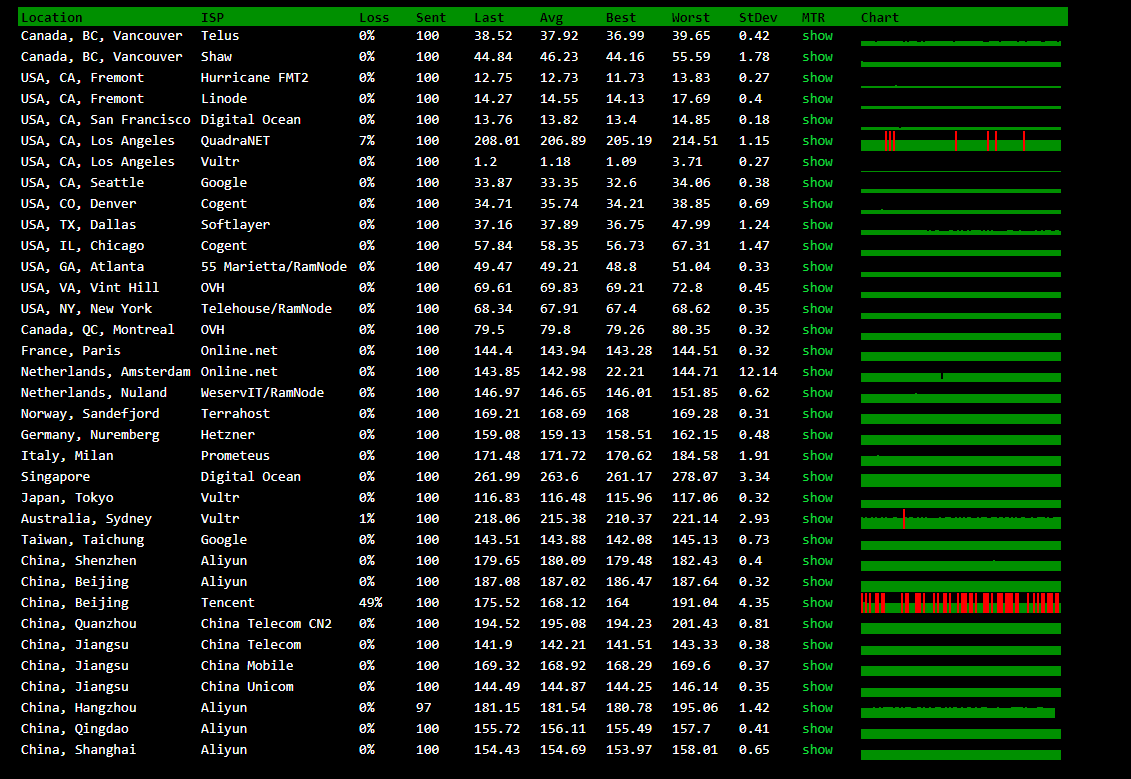 Location ISP Loss Sent Last Avg Best Worst StDev MTR Chart
Canada, BC, Vancouver Telus 0% 100 38.52 37.92 36.99 39.65 0.42 show
Canada, BC, Vancouver Shaw 0% 100 44.84 46.23 44.16 55.59 1.78 show
USA, CA, Fremont Hurricane FMT2 0% 100 12.75 12.73 11.73 13.83 0.27 show
USA, CA, Fremont Linode 0% 100 14.27 14.55 14.13 17.69 0.4 show
USA, CA, San Francisco Digital Ocean 0% 100 13.76 13.82 13.4 14.85 0.18 show
USA, CA, Los Angeles QuadraNET 7% 100 208.01 206.89 205.19 214.51 1.15 show
USA, CA, Los Angeles Vultr 0% 100 1.2 1.18 1.09 3.71 0.27 show
USA, CA, Seattle Google 0% 100 33.87 33.35 32.6 34.06 0.38 show
USA, CO, Denver Cogent 0% 100 34.71 35.74 34.21 38.85 0.69 show
USA, TX, Dallas Softlayer 0% 100 37.16 37.89 36.75 47.99 1.24 show
USA, IL, Chicago Cogent 0% 100 57.84 58.35 56.73 67.31 1.47 show
USA, GA, Atlanta 55 Marietta/RamNode 0% 100 49.47 49.21 48.8 51.04 0.33 show
USA, VA, Vint Hill OVH 0% 100 69.61 69.83 69.21 72.8 0.45 show
USA, NY, New York Telehouse/RamNode 0% 100 68.34 67.91 67.4 68.62 0.35 show
Canada, QC, Montreal OVH 0% 100 79.5 79.8 79.26 80.35 0.32 show
France, Paris Online.net 0% 100 144.4 143.94 143.28 144.51 0.32 show
Netherlands, Amsterdam Online.net 0% 100 143.85 142.98 22.21 144.71 12.14 show
Netherlands, Nuland WeservIT/RamNode 0% 100 146.97 146.65 146.01 151.85 0.62 show
Norway, Sandefjord Terrahost 0% 100 169.21 168.69 168 169.28 0.31 show
Germany, Nuremberg Hetzner 0% 100 159.08 159.13 158.51 162.15 0.48 show
Italy, Milan Prometeus 0% 100 171.48 171.72 170.62 184.58 1.91 show
Singapore Digital Ocean 0% 100 261.99 263.6 261.17 278.07 3.34 show
Japan, Tokyo Vultr 0% 100 116.83 116.48 115.96 117.06 0.32 show
Australia, Sydney Vultr 1% 100 218.06 215.38 210.37 221.14 2.93 show
Taiwan, Taichung Google 0% 100 143.51 143.88 142.08 145.13 0.73 show
China, Shenzhen Aliyun 0% 100 179.65 180.09 179.48 182.43 0.4 show
China, Beijing Aliyun 0% 100 187.08 187.02 186.47 187.64 0.32 show
China, Beijing Tencent 49% 100 175.52 168.12 164 191.04 4.35 show
China, Quanzhou China Telecom CN2 0% 100 194.52 195.08 194.23 201.43 0.81 show
China, Jiangsu China Telecom 0% 100 141.9 142.21 141.51 143.33 0.38 show
China, Jiangsu China Mobile 0% 100 169.32 168.92 168.29 169.6 0.37 show
China, Jiangsu China Unicom 0% 100 144.49 144.87 144.25 146.14 0.35 show
China, Hangzhou Aliyun 0% 97 181.15 181.54 180.78 195.06 1.42 show
China, Qingdao Aliyun 0% 100 155.72 156.11 155.49 157.7 0.41 show
China, Shanghai Aliyun 0% 100 154.43 154.69 153.97 158.01 0.65 show